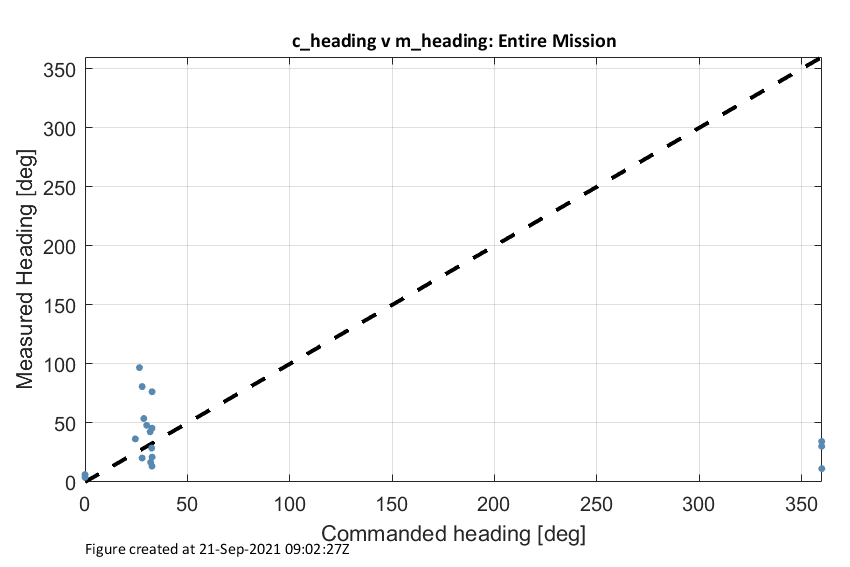 c_heading v m_heading: Entire Mission
350
300
250
200
150
100
50
0
Measured Heading [deg]
0 50 100 150 200 250 300 350
Commanded heading [deg]
Figure created at 21-Sep-2021 09:02:27Z